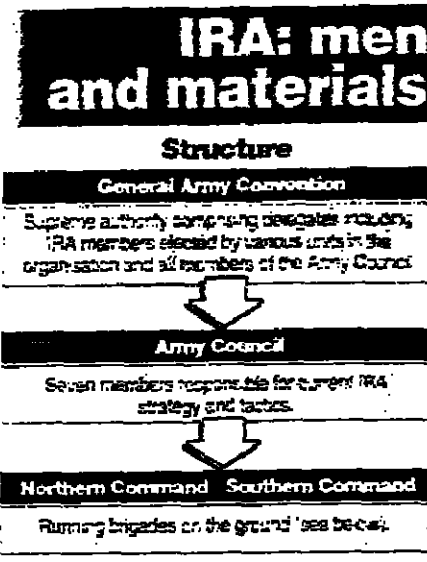 IRA: men
and materials
Structure
General Army Convention
Supreme authority comprising delegates including
IRA members elected by various units in the
organisation and all members of the Army Council
Army Council
Seven members responsible for current IRA
strategy and tactics.
Northern Command Southern Command
Running brigades on the ground (see below).